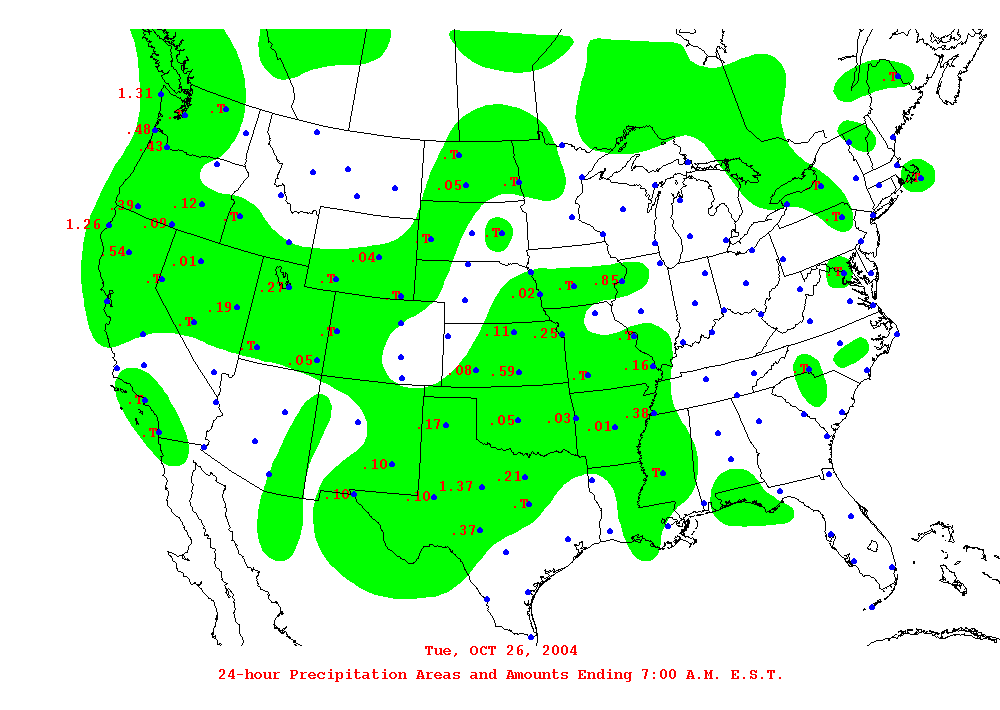 .T
1.31
.T
.48
.43
.T
.05
.T
.12
.39
.T
1.26
.09
.T
.T
.T
.T
.54
.04
.01
.T
.T
.T
.21
.T
.85
.T
.02
.T
.19
.T
.T
.11
.25
.T
.T
.05
.16
.T
.08
.59
.T
.T
.38
.03
.05
.17
.01
.T
.10
T
.21
1.37
.10
.10
.T
.37
Tue, OCT 26, 2004
24-hour Precipitation Areas and Amounts Ending 7:00 A.M. E.S.T.